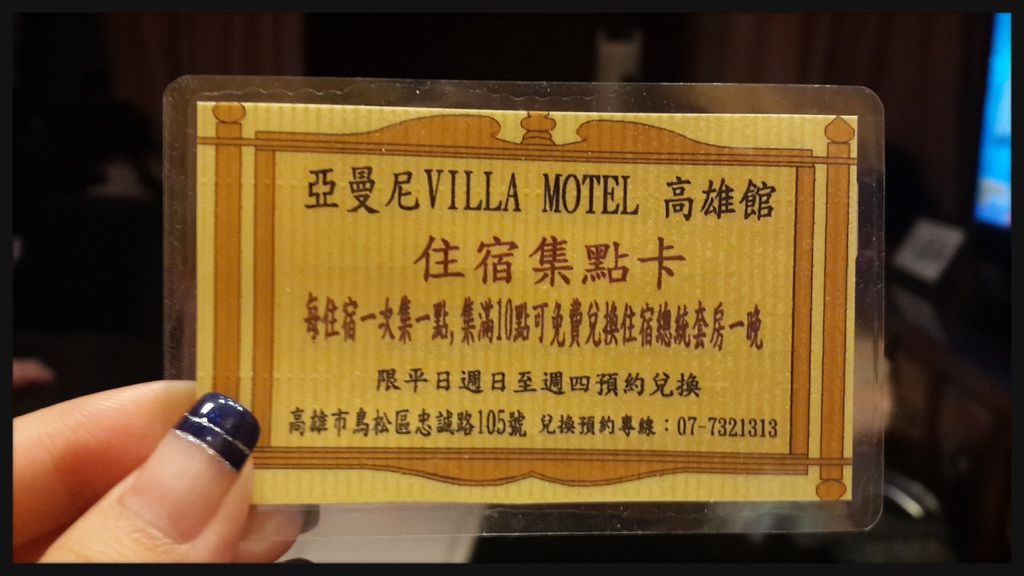 亞曼尼VILLA MOTEL 高雄館
住宿集點卡
每住宿一次集一點,集滿10點可免費兌換住宿總統套房一晚
限平日週日至週四預約兌換
高雄市鳥松區忠誠路105號 兌換預約專線：07-7321313